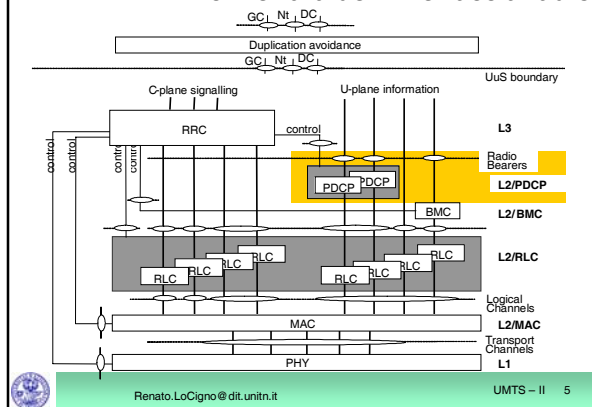 GC Nt DC
Duplication avoidance
GC Nt DC
UuS boundary
C-plane signalling
U-plane information
RRC
control
L3
control
control
control
control
Radio
Bearers
PDCP
PDCP
L2/PDCP
BMC
L2/BMC
RLC
RLC
RLC
RLC
RLC
RLC
RLC
RLC
L2/RLC
Logical
Channels
MAC
L2/MAC
Transport
Channels
PHY
L1
Renato.LoCigno@dit.unitn.it
UMTS – II 5